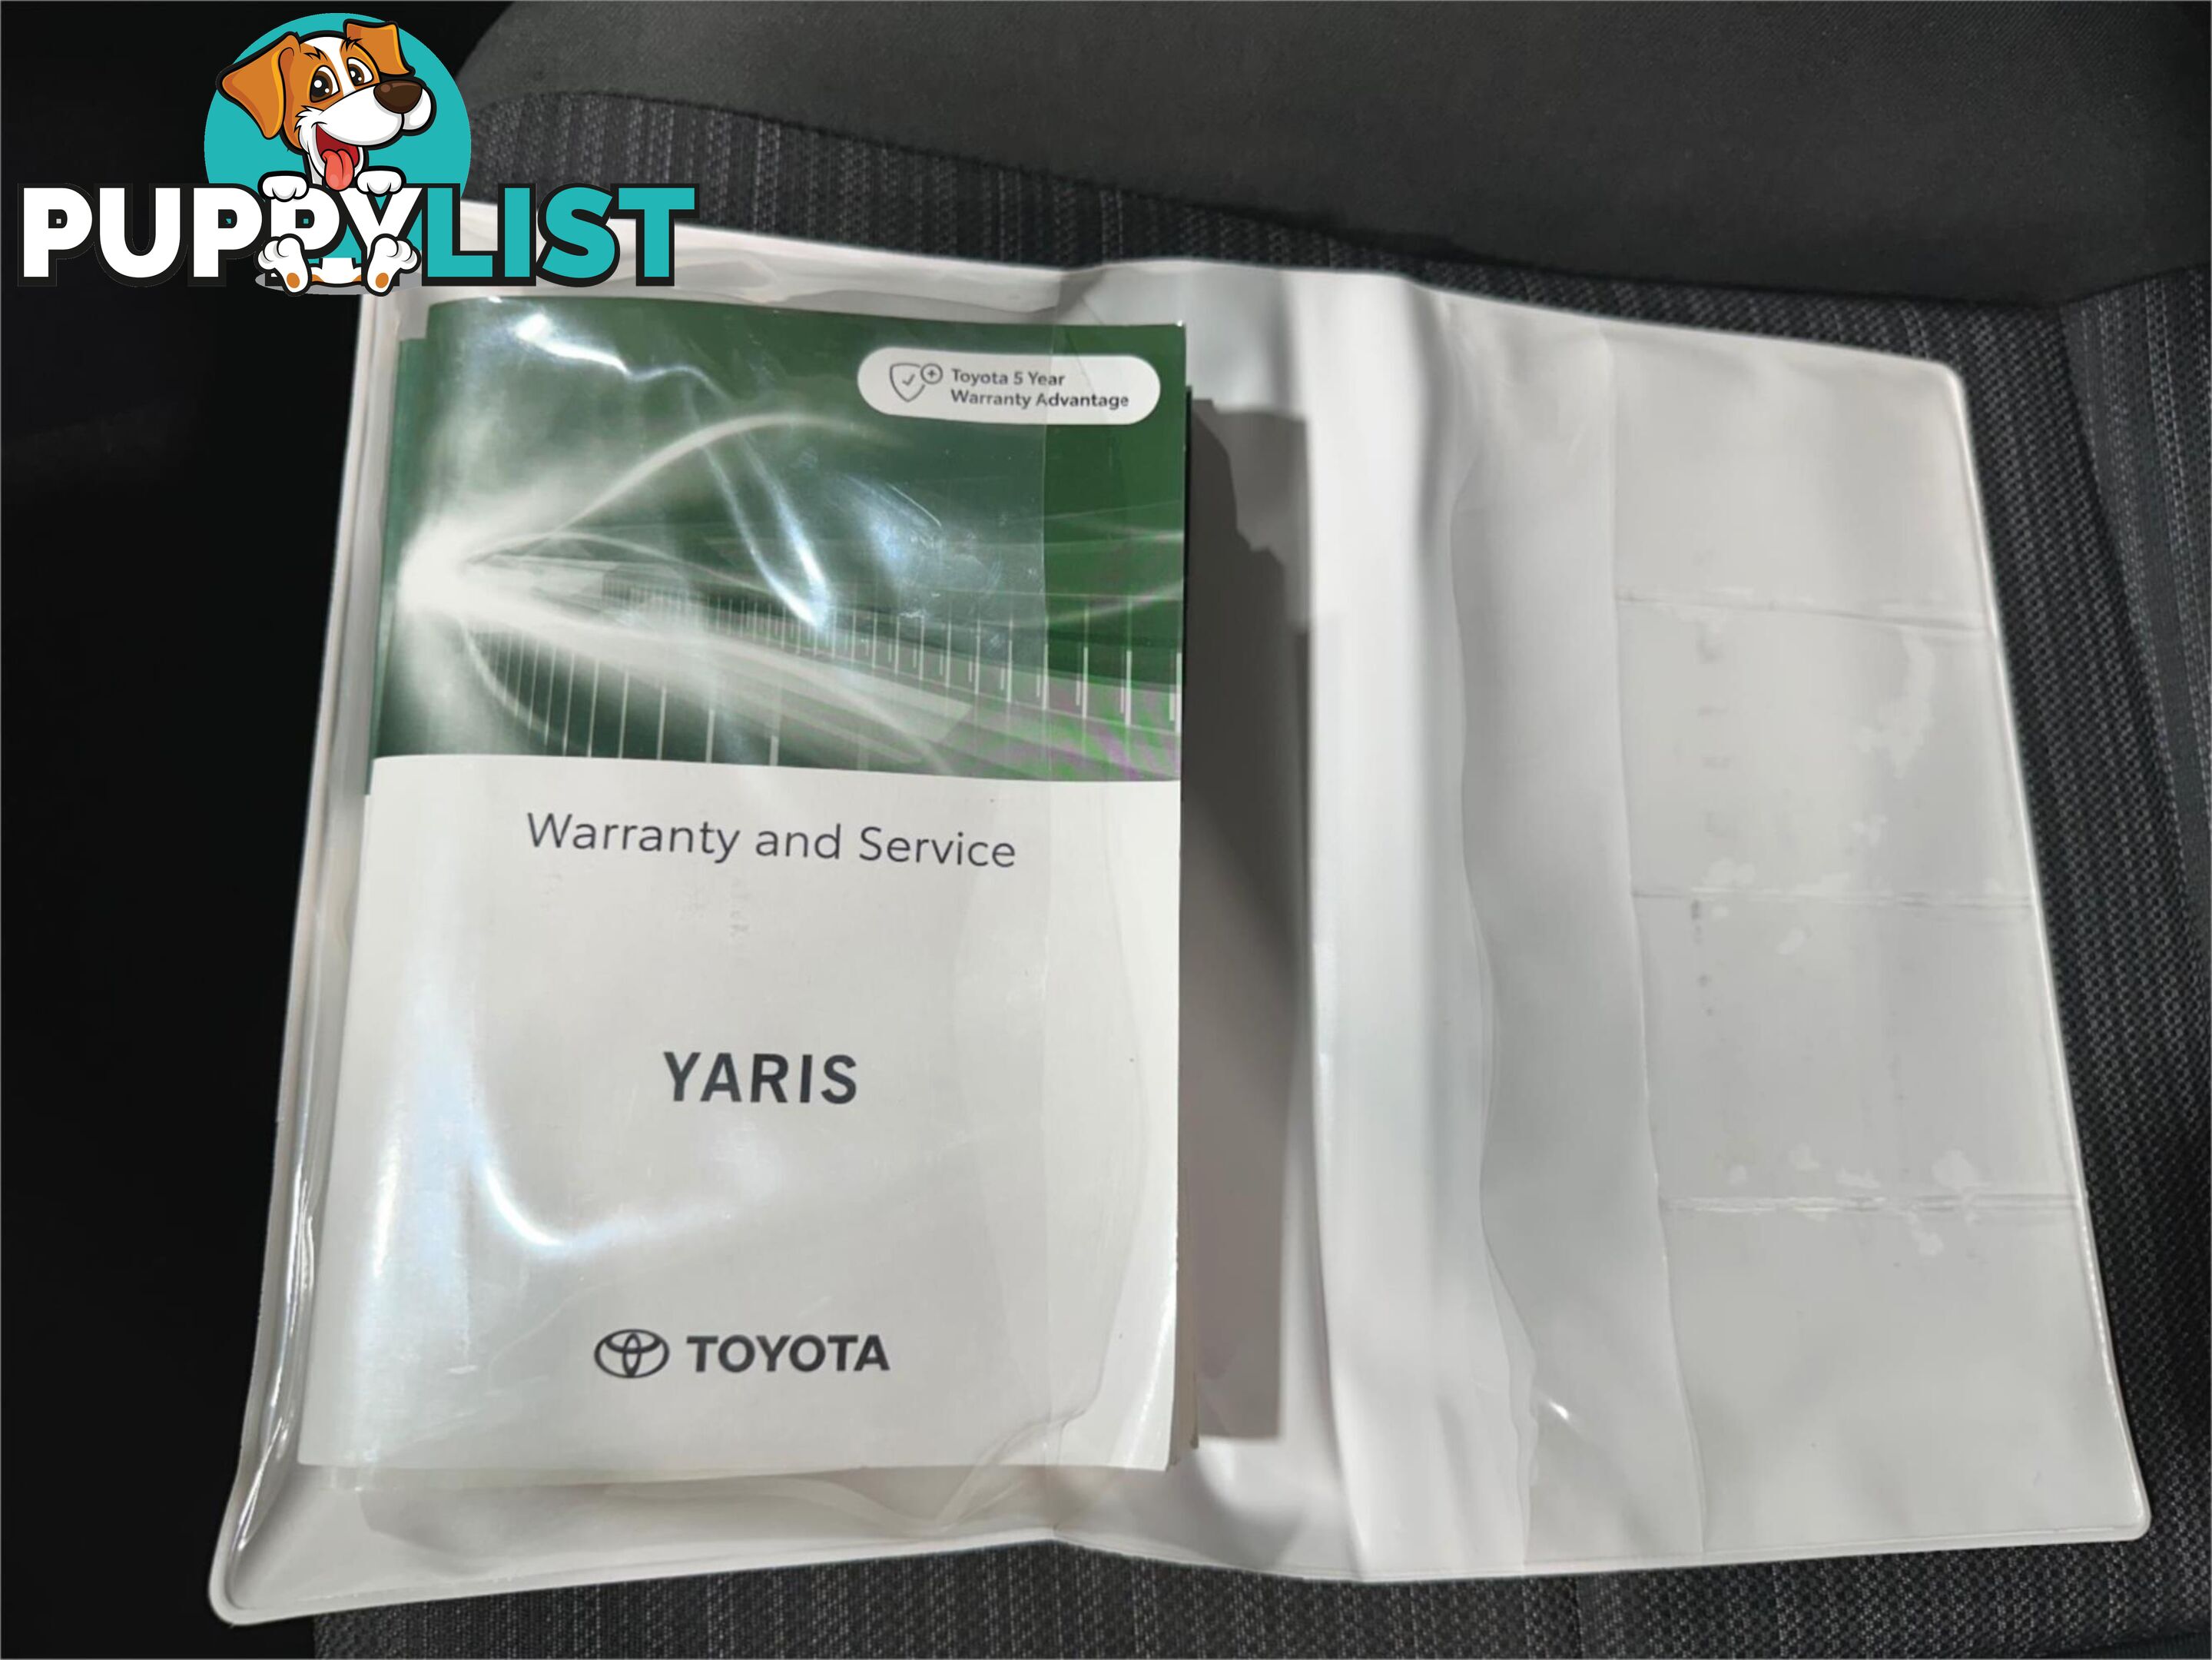 PUPPYLIST
Toyota 5 Year
Warranty Advantage
Warranty and Service
YARIS
TOYOTA